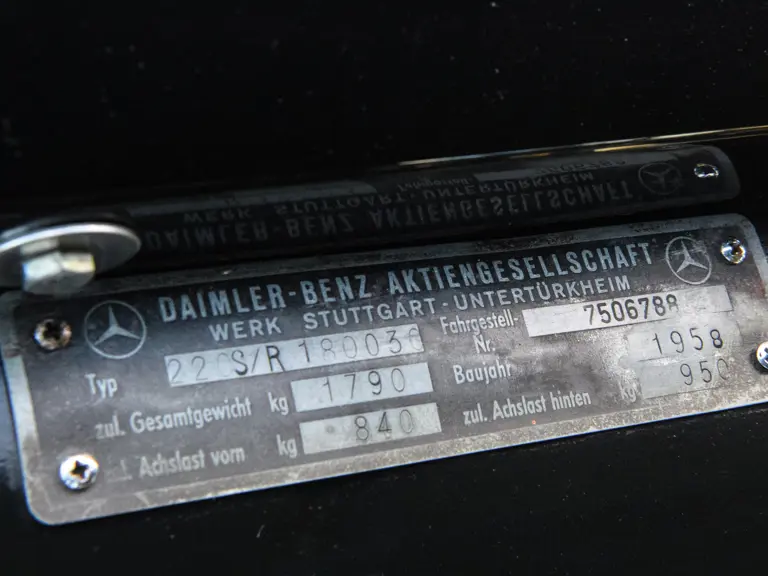 DAIMLER-BENZ AKTIENGESELLSCHAFT
WERK STUTTGART-UNTERTÜRKHEIM
Typ 220S/R 180030 Fahrgestell-Nr. 7506788
zul. Gesamtgewicht kg 1790 Baujahr 1958
l. Achslast vorn kg 840 zul. Achslast hinten kg 950